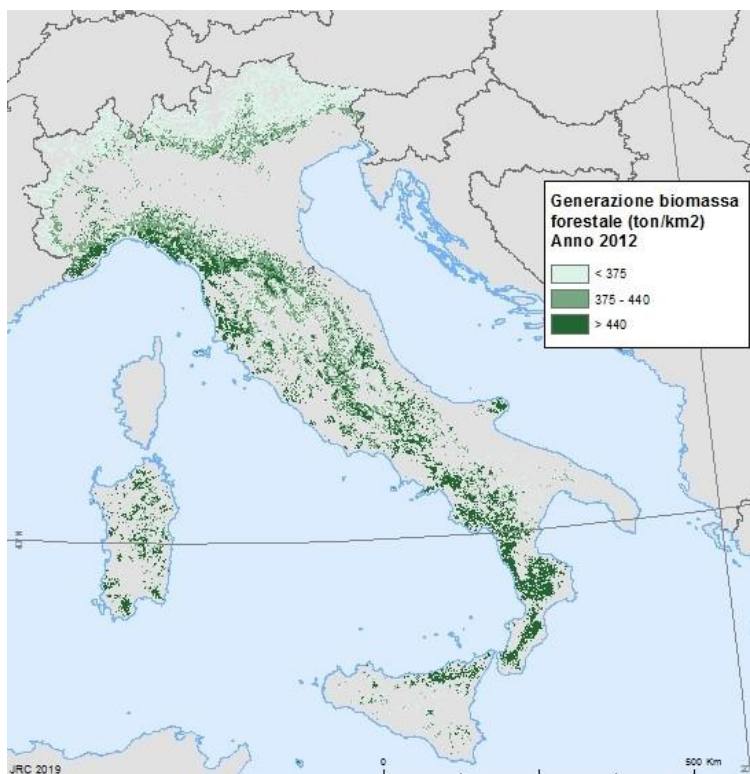 Generazione biomassa
forestale (ton/km2)
Anno 2012
< 375
375 - 440
> 440
JRC 2019
0
500 Km